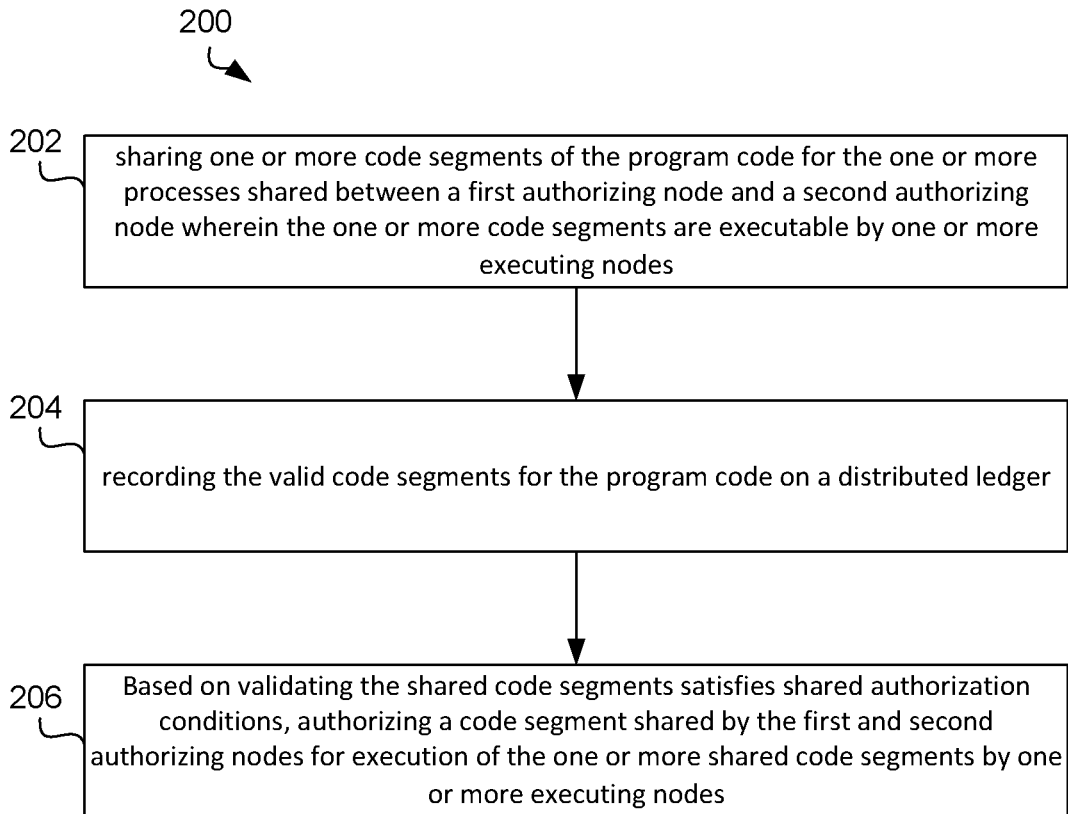 200
202
sharing one or more code segments of the program code for the one or more
processes shared between a first authorizing node and a second authorizing
node wherein the one or more code segments are executable by one or more
executing nodes
204
recording the valid code segments for the program code on a distributed ledger
206
Based on validating the shared code segments satisfies shared authorization
conditions, authorizing a code segment shared by the first and second
authorizing nodes for execution of the one or more shared code segments by one
or more executing nodes